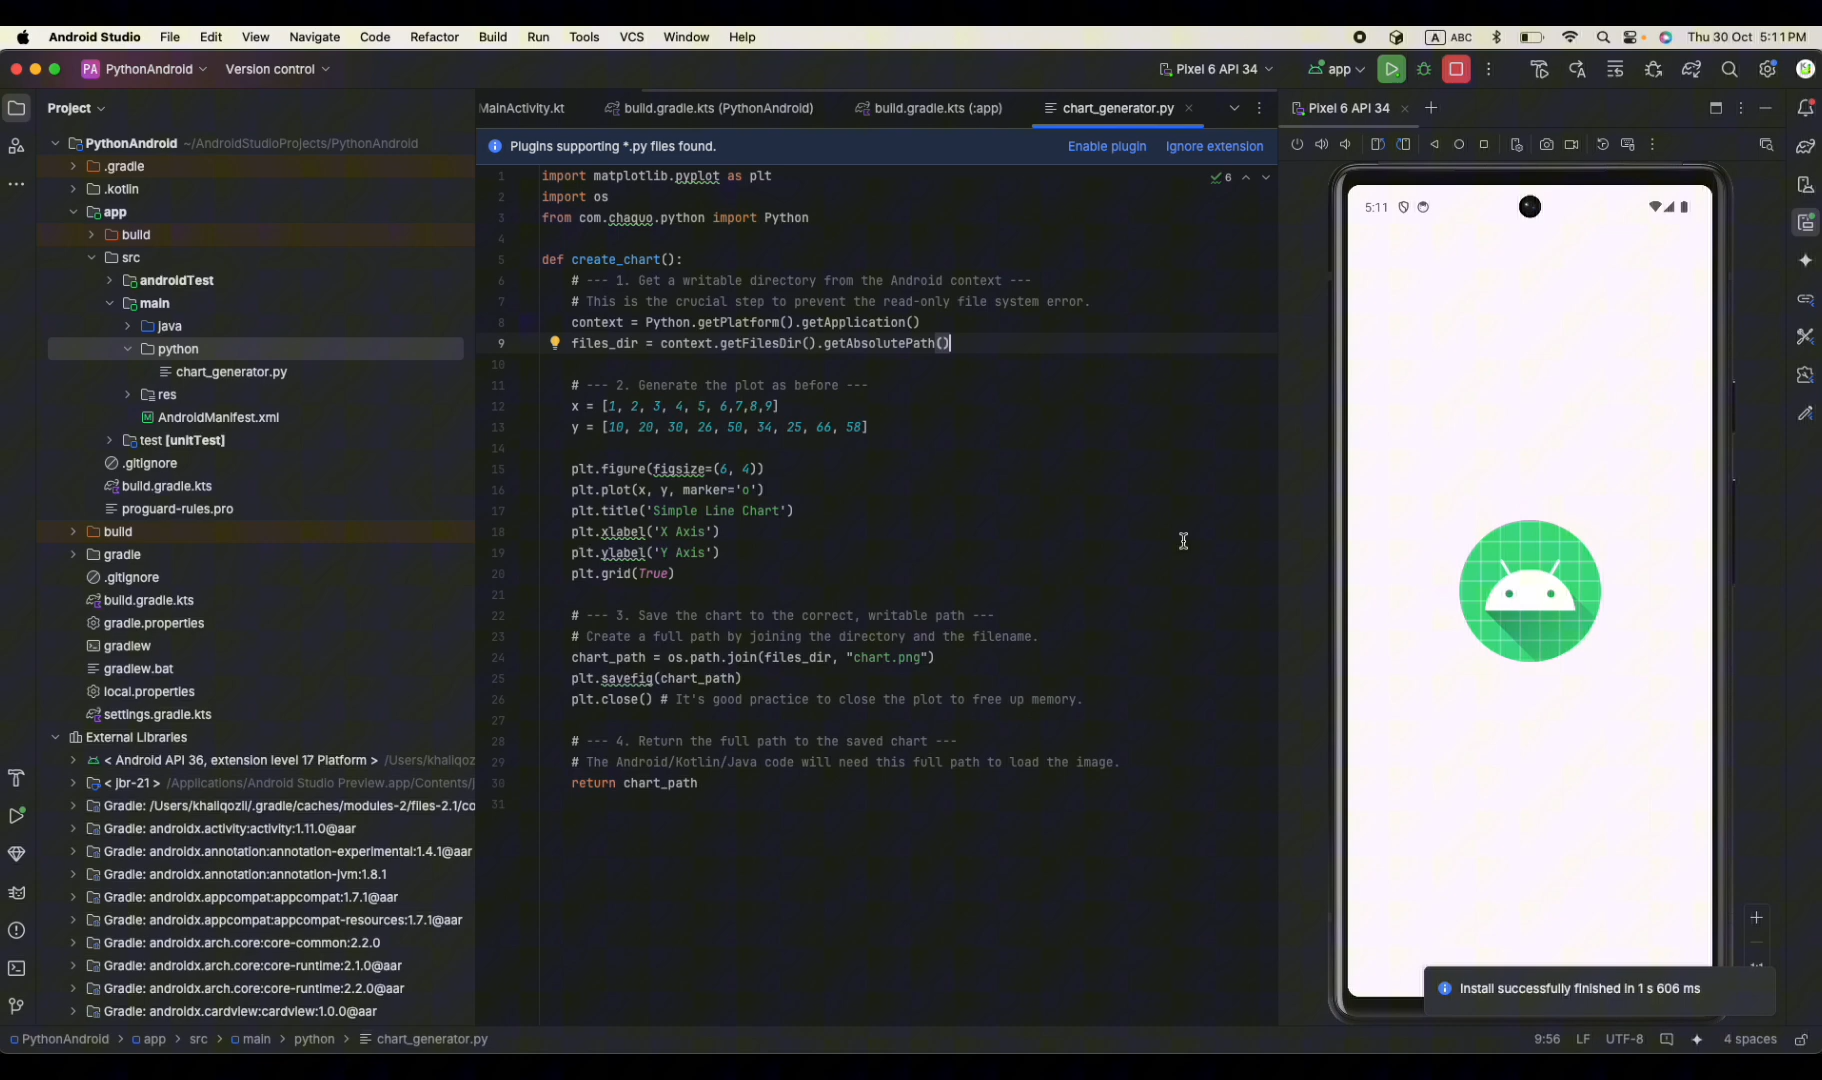 Android Studio File Edit View Navigate Code Refactor Build Run Tools VCS Window Help A ABC Thu 30 Oct 5:11 PM
PA PythonAndroid Version control Pixel 6 API 34 app
Project
MainActivity.kt build.gradle.kts (PythonAndroid) build.gradle.kts (:app) chart_generator.py
Pixel 6 API 34
PythonAndroid ~/AndroidStudioProjects/PythonAndroid
.gradle
.kotlin
app
build
src
androidTest
main
java
python
chart_generator.py
res
AndroidManifest.xml
test [unitTest]
.gitignore
build.gradle.kts
proguard-rules.pro
build
gradle
.gitignore
build.gradle.kts
gradle.properties
gradlew
gradlew.bat
local.properties
settings.gradle.kts
External Libraries
< Android API 36, extension level 17 Platform > /Users/khaliqoz
< jbr-21 > /Applications/Android Studio Preview.app/Contents/j
Gradle: /Users/khaliqozil/.gradle/caches/modules-2/files-2.1/co
Gradle: androidx.activity:activity:1.11.0@aar
Gradle: androidx.annotation:annotation-experimental:1.4.1@aar
Gradle: androidx.annotation:annotation-jvm:1.8.1
Gradle: androidx.appcompat:appcompat:1.7.1@aar
Gradle: androidx.appcompat:appcompat-resources:1.7.1@aar
Gradle: androidx.arch.core:core-common:2.2.0
Gradle: androidx.arch.core:core-runtime:2.1.0@aar
Gradle: androidx.arch.core:core-runtime:2.2.0@aar
Gradle: androidx.cardview:cardview:1.0.0@aar
Plugins supporting *.py files found. Enable plugin Ignore extension
6
1 import matplotlib.pyplot as plt
2 import os
3 from com.chaquo.python import Python
4
5 def create_chart():
6 # --- 1. Get a writable directory from the Android context ---
7 # This is the crucial step to prevent the read-only file system error.
8 context = Python.getPlatform().getApplication()
9 files_dir = context.getFilesDir().getAbsolutePath()
10
11 # --- 2. Generate the plot as before ---
12 x = [1, 2, 3, 4, 5, 6,7,8,9]
13 y = [10, 20, 30, 26, 50, 34, 25, 66, 58]
14
15 plt.figure(figsize=(6, 4))
16 plt.plot(x, y, marker='o')
17 plt.title('Simple Line Chart')
18 plt.xlabel('X Axis')
19 plt.ylabel('Y Axis')
20 plt.grid(True)
21
22 # --- 3. Save the chart to the correct, writable path ---
23 # Create a full path by joining the directory and the filename.
24 chart_path = os.path.join(files_dir, "chart.png")
25 plt.savefig(chart_path)
26 plt.close() # It's good practice to close the plot to free up memory.
27
28 # --- 4. Return the full path to the saved chart ---
29 # The Android/Kotlin/Java code will need this full path to load the image.
30 return chart_path
31
5:11
Install successfully finished in 1 s 606 ms
PythonAndroid > app > src > main > python > chart_generator.py 9:56 LF UTF-8 4 spaces